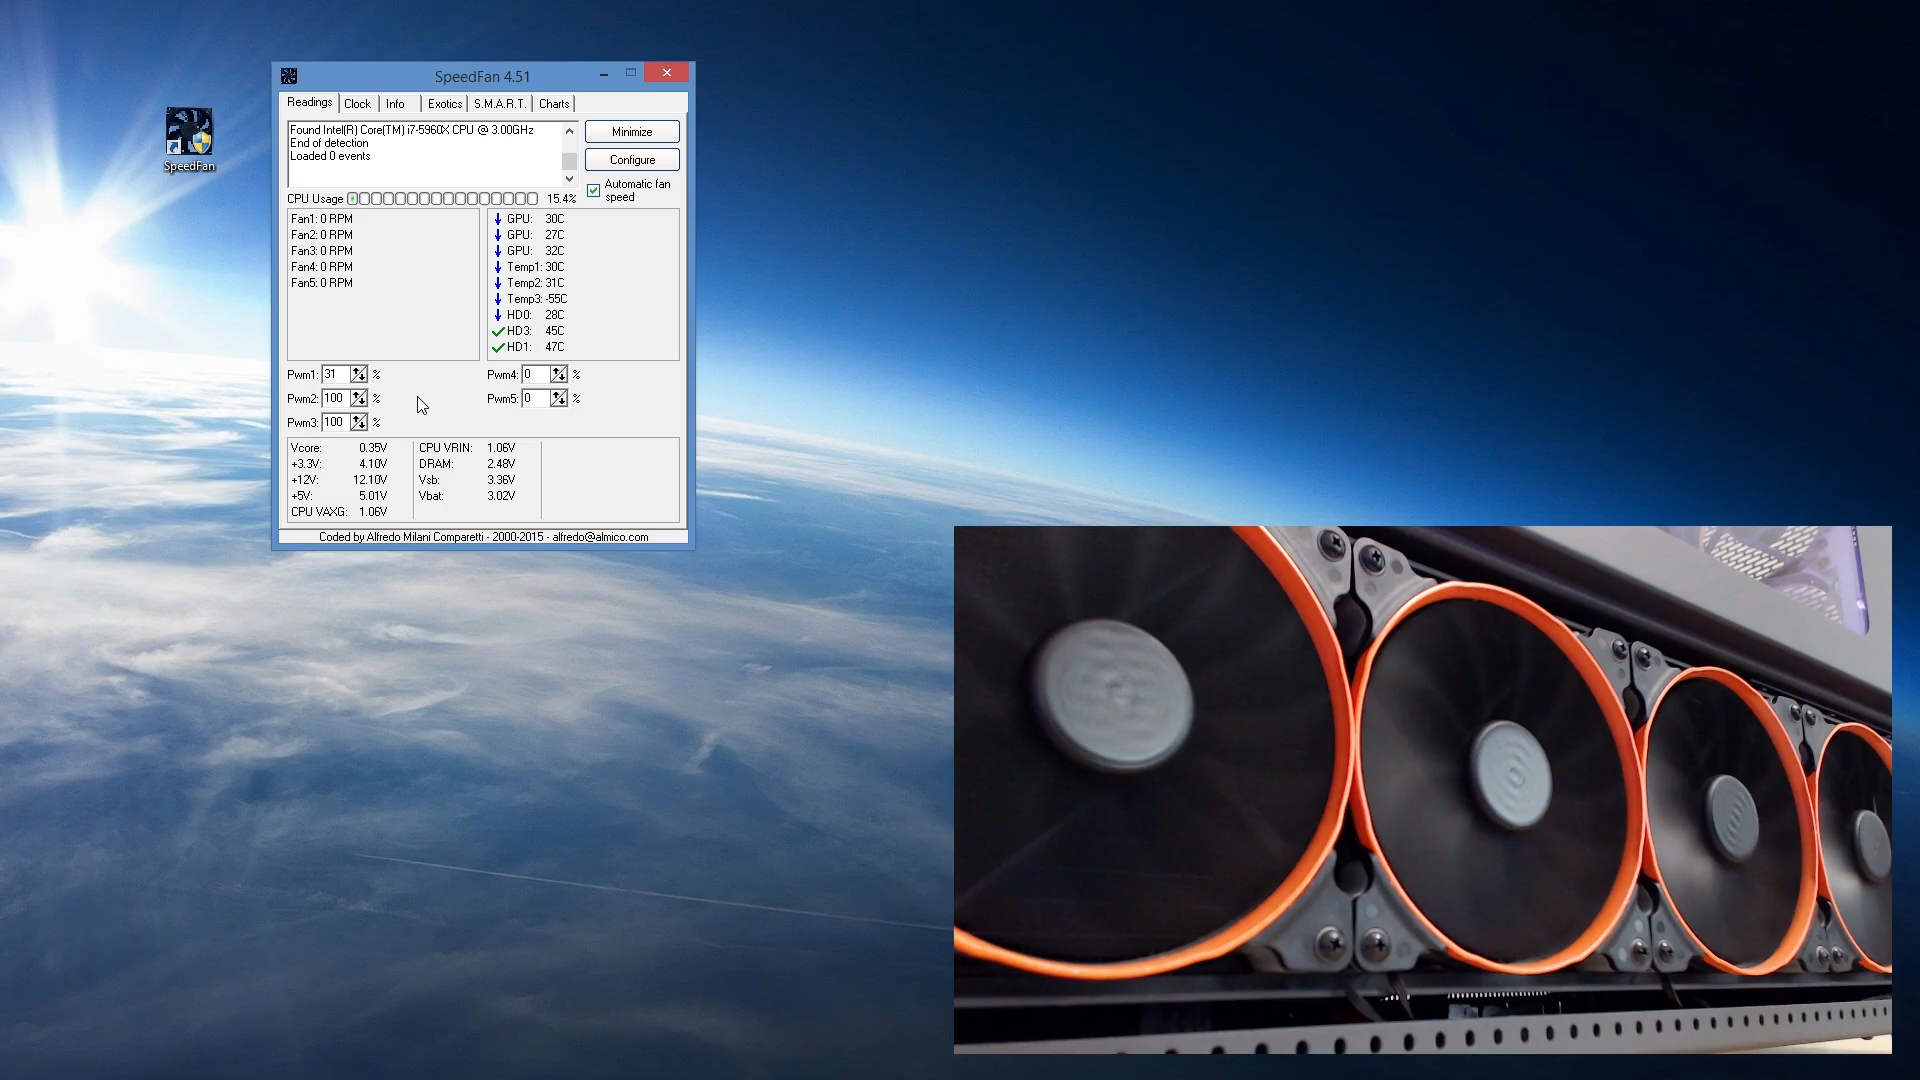 SpeedFan
SpeedFan 4.51
Readings Clock Info Exotics S.M.A.R.T. Charts
Found Intel(R) Core(TM) i7-5960X CPU @ 3.00GHz
End of detection
Loaded 0 events
Minimize
Configure
Automatic fan
speed
CPU Usage 15.4%
Fan1: 0 RPM
Fan2: 0 RPM
Fan3: 0 RPM
Fan4: 0 RPM
Fan5: 0 RPM
GPU: 30C
GPU: 27C
GPU: 32C
Temp1: 30C
Temp2: 31C
Temp3: -55C
HD0: 28C
HD3: 45C
HD1: 47C
Pwm1: 31 %
Pwm2: 100 %
Pwm3: 100 %
Pwm4: 0 %
Pwm5: 0 %
Vcore: 0.35V
+3.3V: 4.10V
+12V: 12.10V
+5V: 5.01V
CPU VAXG: 1.06V
CPU VRIN: 1.06V
DRAM: 2.48V
Vsb: 3.36V
Vbat: 3.02V
Coded by Alfredo Milani Comparetti - 2000-2015 - alfredo@almico.com